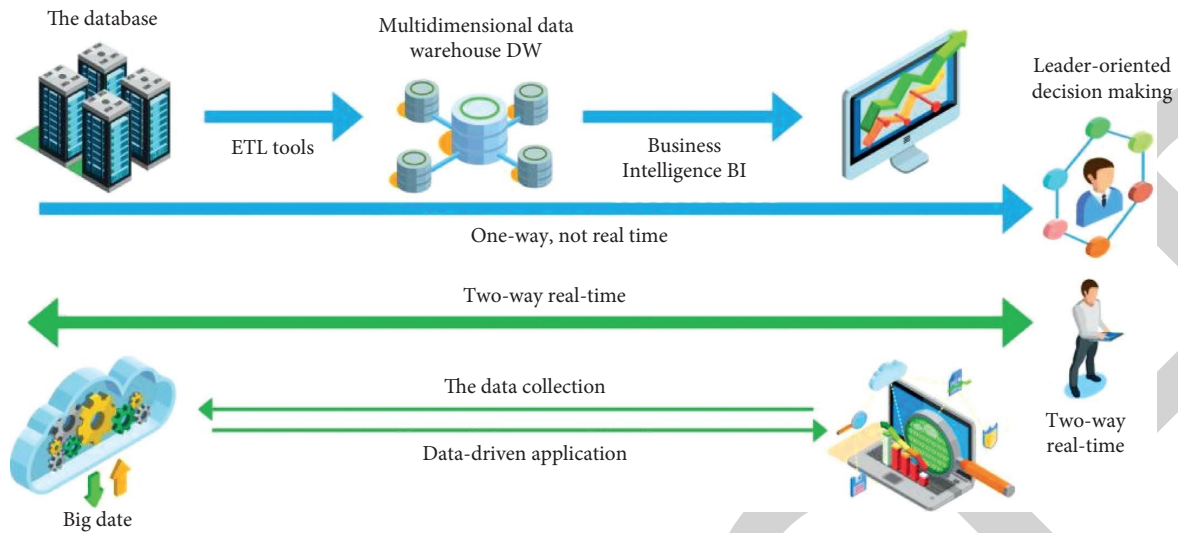 The database
Multidimensional data
warehouse DW
Leader-oriented
decision making
ETL tools
Business
Intelligence BI
One-way, not real time
Two-way real-time
The data collection
Data-driven application
Two-way
real-time
Big date